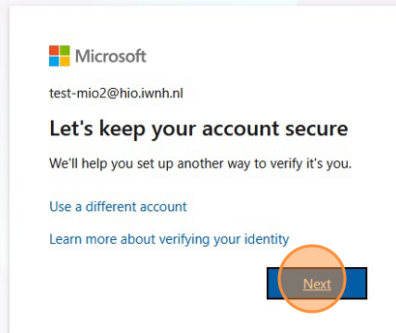 Microsoft
test-mio2@hio.iwnh.nl
Let's keep your account secure
We'll help you set up another way to verify it's you.
Use a different account
Learn more about verifying your identity
Next